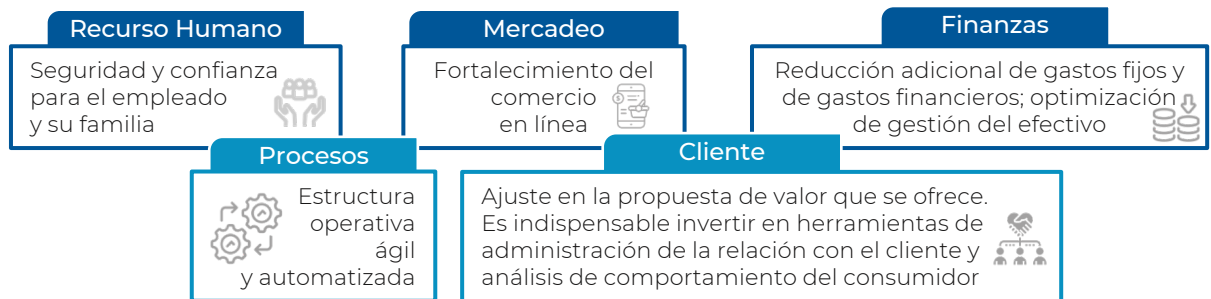 Recurso Humano
Seguridad y confianza
para el empleado
y su familia
Mercadeo
Fortalecimiento del
comercio
en línea
Finanzas
Reducción adicional de gastos fijos y
de gastos financieros; optimización
de gestión del efectivo
Procesos
Estructura
operativa
ágil
y automatizada
Cliente
Ajuste en la propuesta de valor que se ofrece.
Es indispensable invertir en herramientas de
administración de la relación con el cliente y
análisis de comportamiento del consumidor